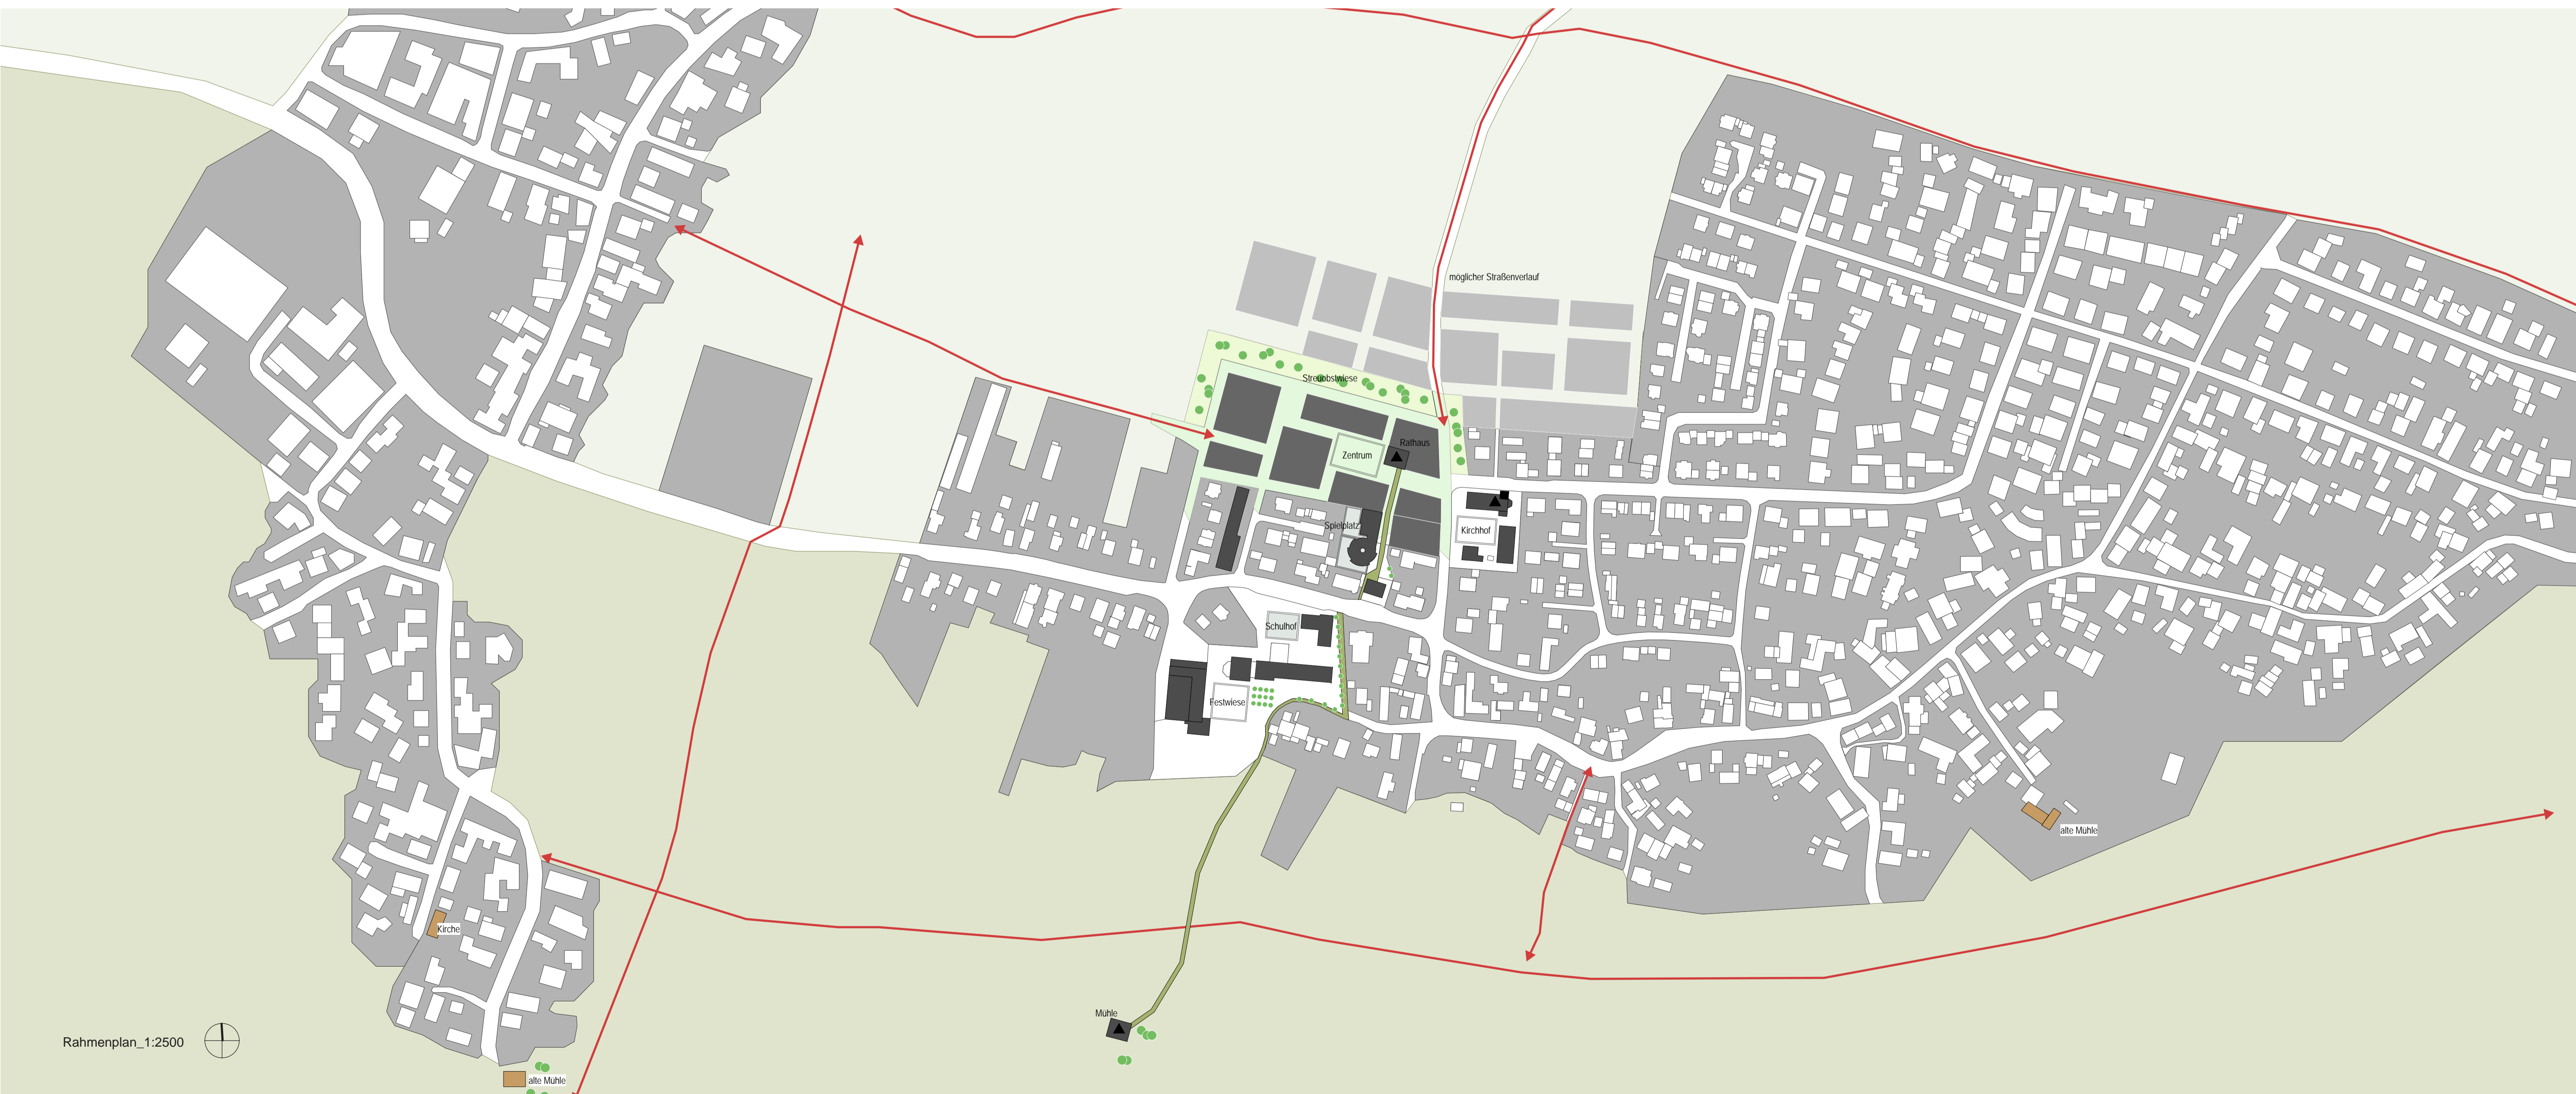 möglicher Straßenverlauf
Streuobstwiese
Rathaus
Zentrum
Spielplatz
Kirchhof
Schulhof
Festwiese
alte Mühle
Kirche
Mühle
Rahmenplan_1:2500
alte Mühle